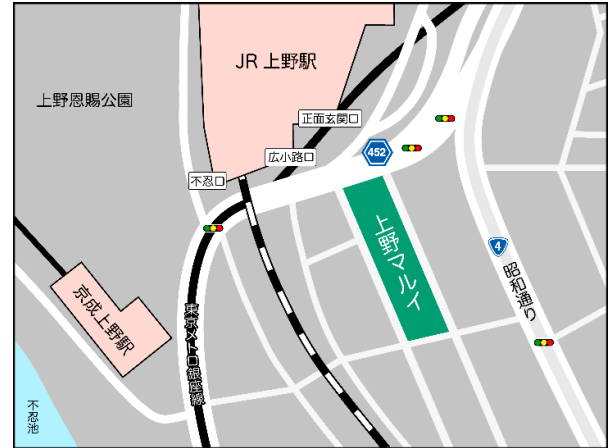 JR 上野駅
上野恩賜公園
正面玄関口
広小路口
452
不忍口
上野マルイ
4
昭和通り
京成上野駅
東京メトロ銀座線
不忍池